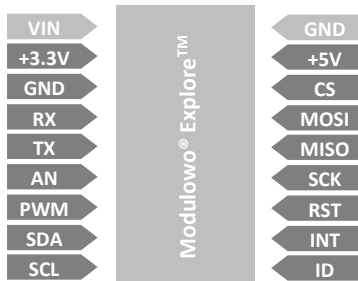 VIN
+3.3V
GND
RX
TX
AN
PWM
SDA
SCL
Modulowo® Explore™
GND
+5V
CS
MOSI
MISO
SCK
RST
INT
ID